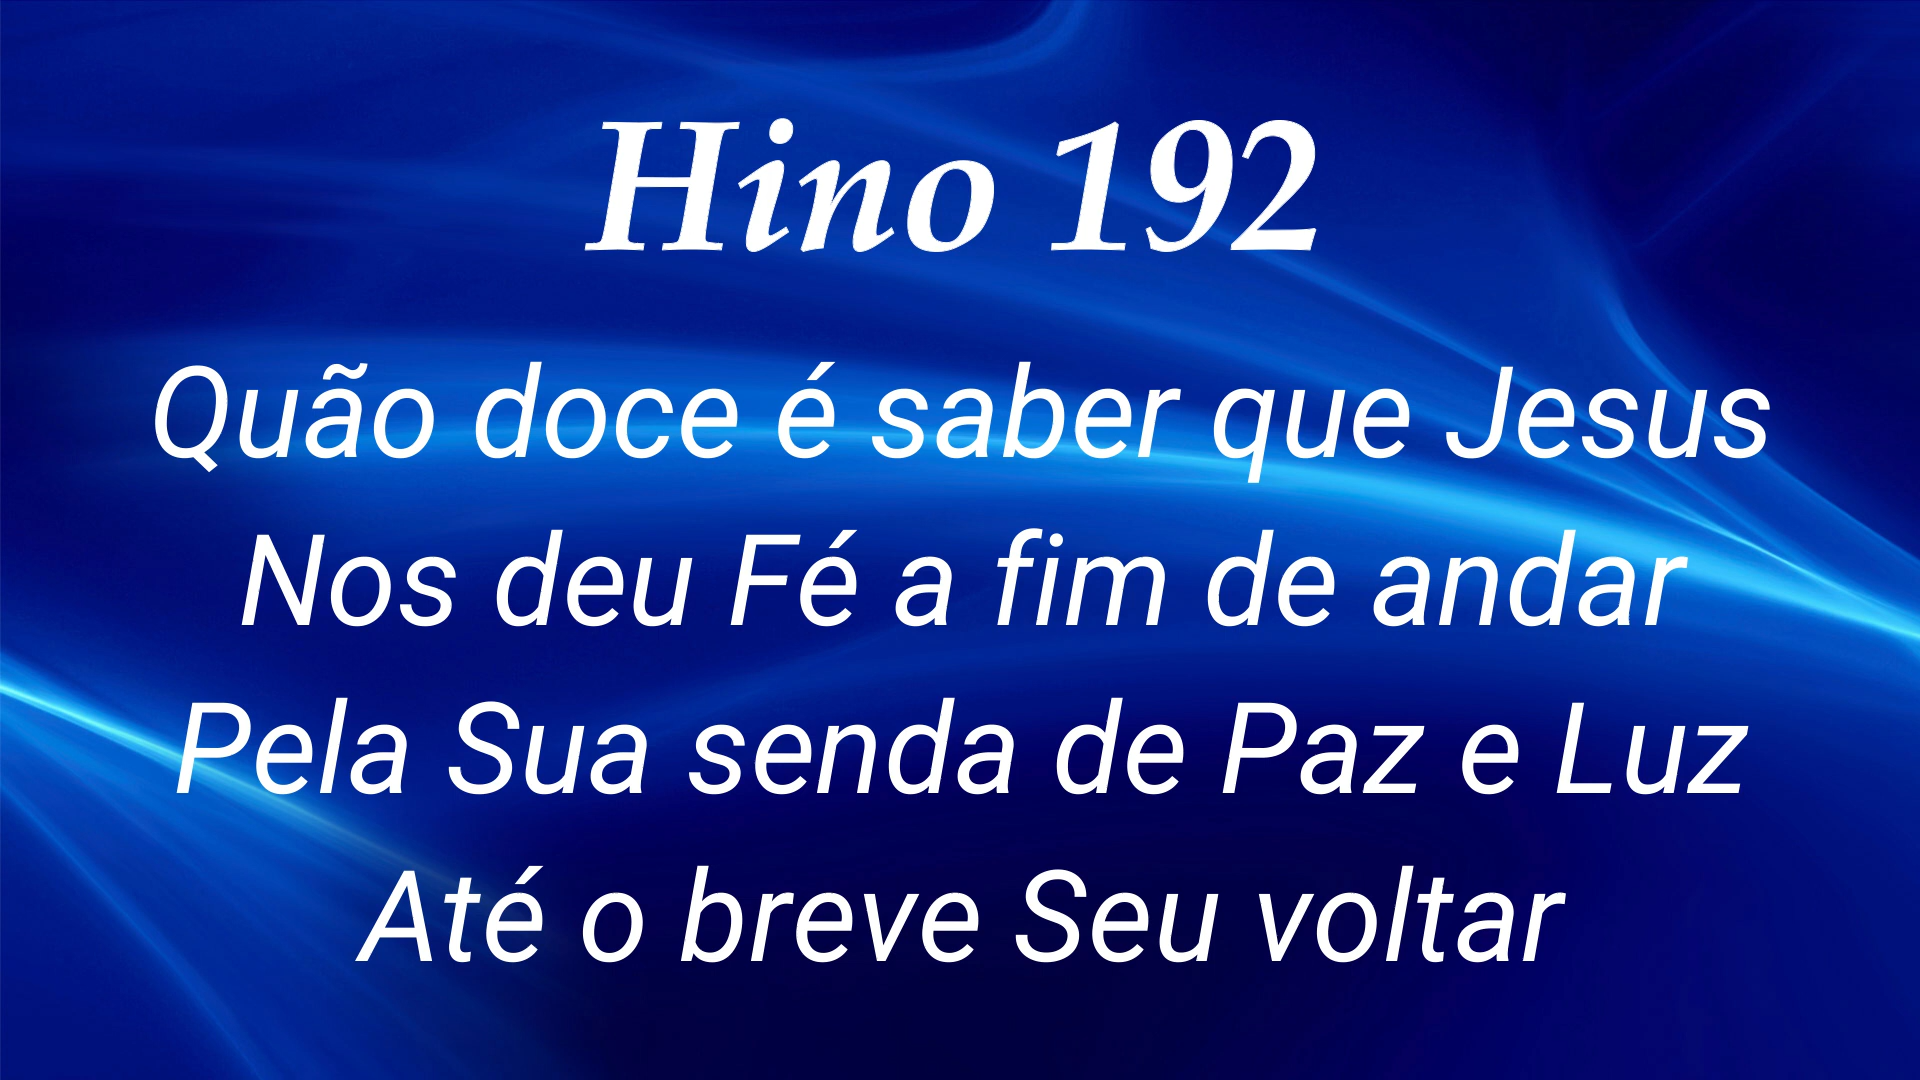 Hino 192
Quão doce é saber que Jesus
Nos deu Fé a fim de andar
Pela Sua senda de Paz e Luz
Até o breve Seu voltar